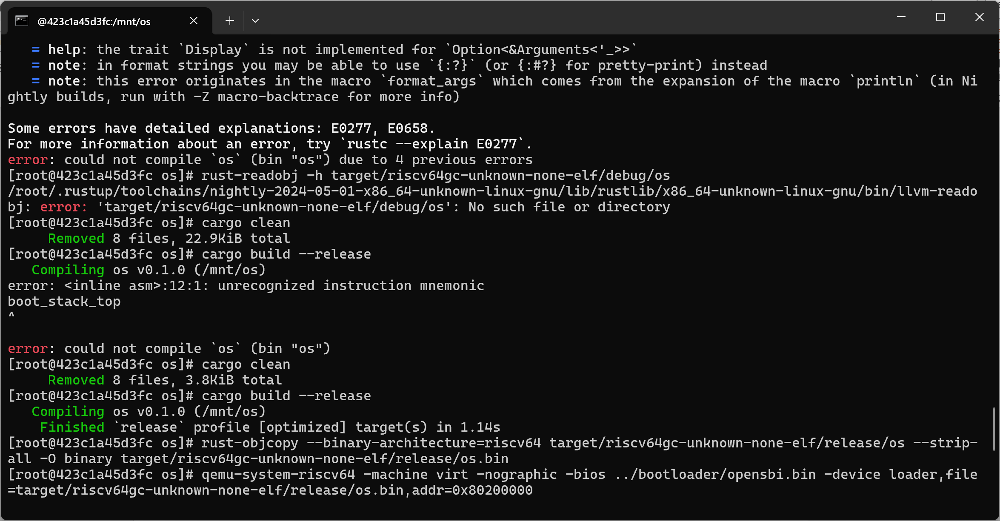 @423c1a45d3fc:/mnt/os
   = help: the trait `Display` is not implemented for `Option<&Arguments<'_>>`
   = note: in format strings you may be able to use `{:?}` (or {:#?} for pretty-print) instead
   = note: this error originates in the macro `format_args` which comes from the expansion of the macro `println` (in Ni
ghtly builds, run with -Z macro-backtrace for more info)

Some errors have detailed explanations: E0277, E0658.
For more information about an error, try `rustc --explain E0277`.
error: could not compile `os` (bin "os") due to 4 previous errors
[root@423c1a45d3fc os]# rust-readobj -h target/riscv64gc-unknown-none-elf/debug/os
/root/.rustup/toolchains/nightly-2024-05-01-x86_64-unknown-linux-gnu/lib/rustlib/x86_64-unknown-linux-gnu/bin/llvm-reado
bj: error: 'target/riscv64gc-unknown-none-elf/debug/os': No such file or directory
[root@423c1a45d3fc os]# cargo clean
     Removed 8 files, 22.9KiB total
[root@423c1a45d3fc os]# cargo build --release
   Compiling os v0.1.0 (/mnt/os)
error: <inline asm>:12:1: unrecognized instruction mnemonic
boot_stack_top
^

error: could not compile `os` (bin "os")
[root@423c1a45d3fc os]# cargo clean
     Removed 8 files, 3.8KiB total
[root@423c1a45d3fc os]# cargo build --release
   Compiling os v0.1.0 (/mnt/os)
    Finished `release` profile [optimized] target(s) in 1.14s
[root@423c1a45d3fc os]# rust-objcopy --binary-architecture=riscv64 target/riscv64gc-unknown-none-elf/release/os --strip-
all -O binary target/riscv64gc-unknown-none-elf/release/os.bin
[root@423c1a45d3fc os]# qemu-system-riscv64 -machine virt -nographic -bios ../bootloader/opensbi.bin -device loader,file
=target/riscv64gc-unknown-none-elf/release/os.bin,addr=0x80200000